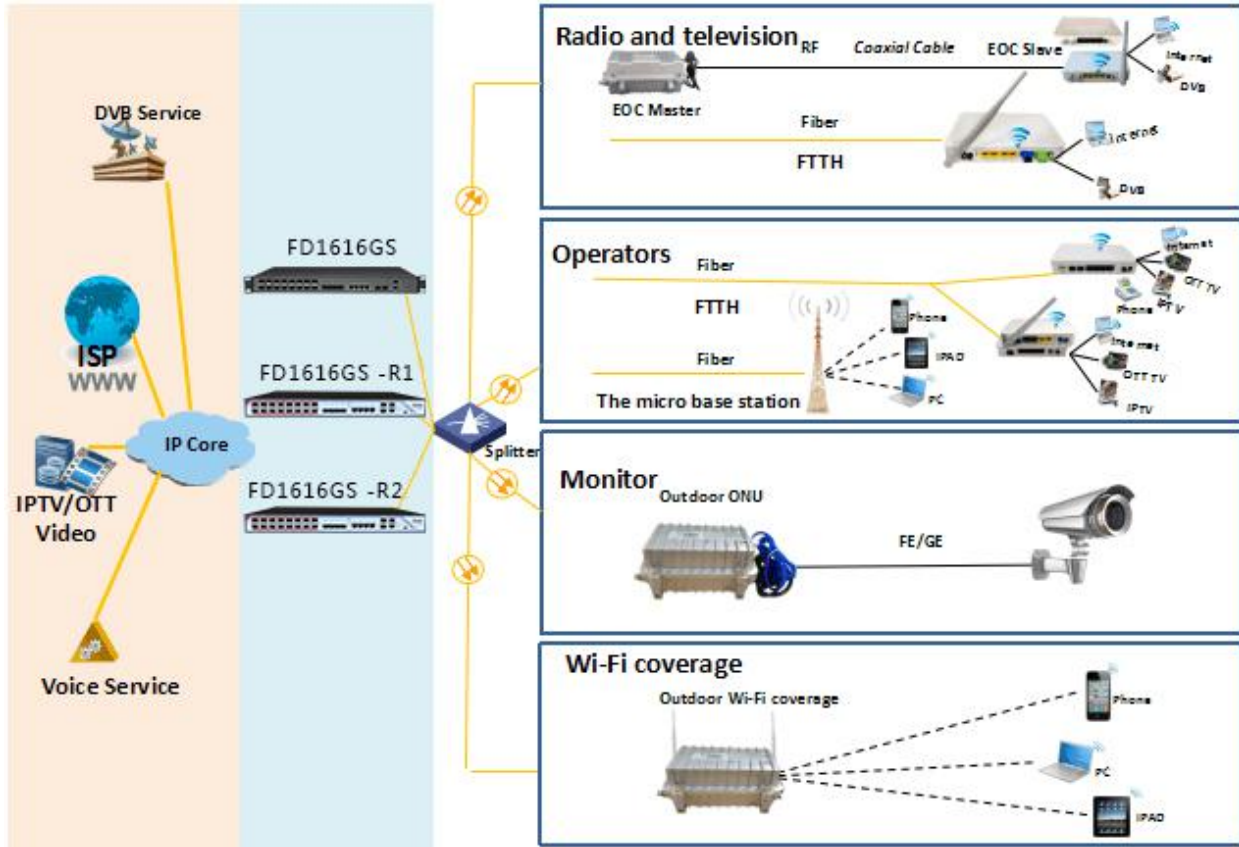 DVB Service
ISP
WWW
IP Core
IPTV/OTT
Video
Voice Service
FD1616GS
FD1616GS -R1
FD1616GS -R2
Splitter
Radio and television
RF
Coaxial Cable
EOC Slave
EOC Master
Internet
DVB
Fiber
FTTH
Internet
DVB
Operators
Fiber
FTTH
Internet
OTT TV
IPTV
Phone
Fiber
The micro base station
Phone
IPAD
PC
Internet
OTT TV
IPTV
Monitor
Outdoor ONU
FE/GE
Wi-Fi coverage
Outdoor Wi-Fi coverage
Phone
PC
IPAD